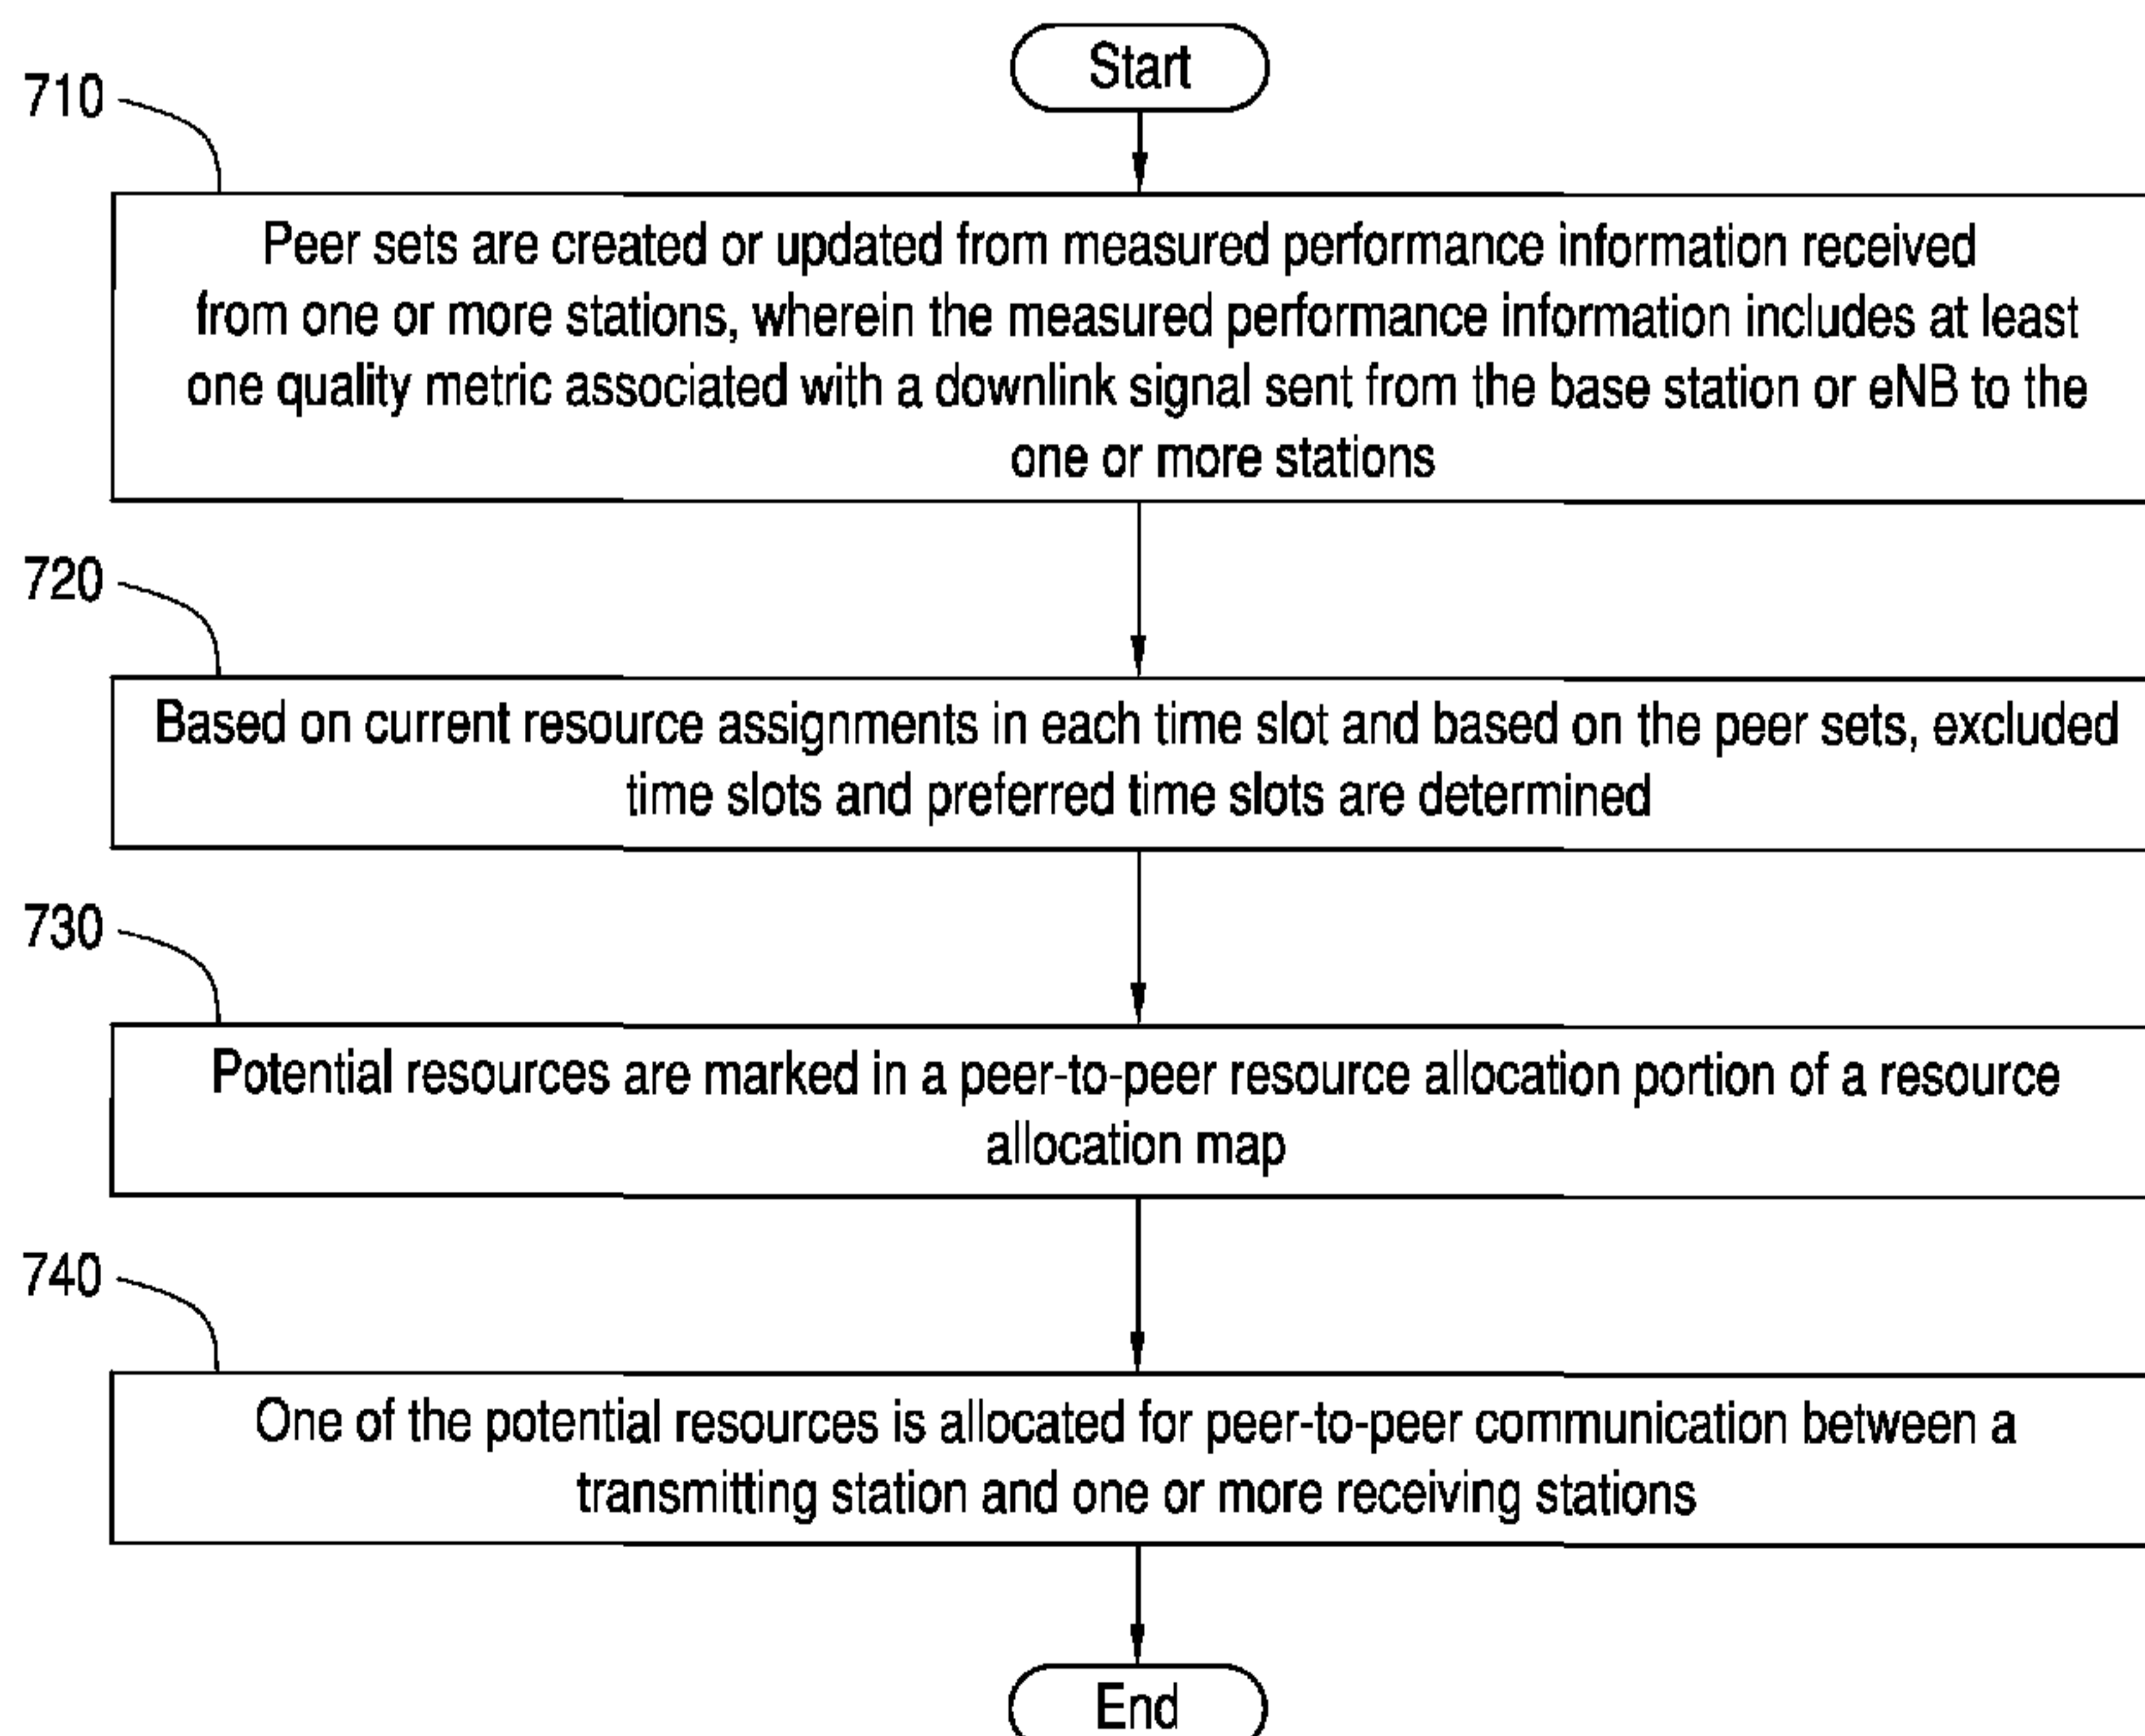 Start
710
Peer sets are created or updated from measured performance information received
from one or more stations, wherein the measured performance information includes at least
one quality metric associated with a downlink signal sent from the base station or eNB to the
one or more stations
720
Based on current resource assignments in each time slot and based on the peer sets, excluded
time slots and preferred time slots are determined
730
Potential resources are marked in a peer-to-peer resource allocation portion of a resource
allocation map
740
One of the potential resources is allocated for peer-to-peer communication between a
transmitting station and one or more receiving stations
End